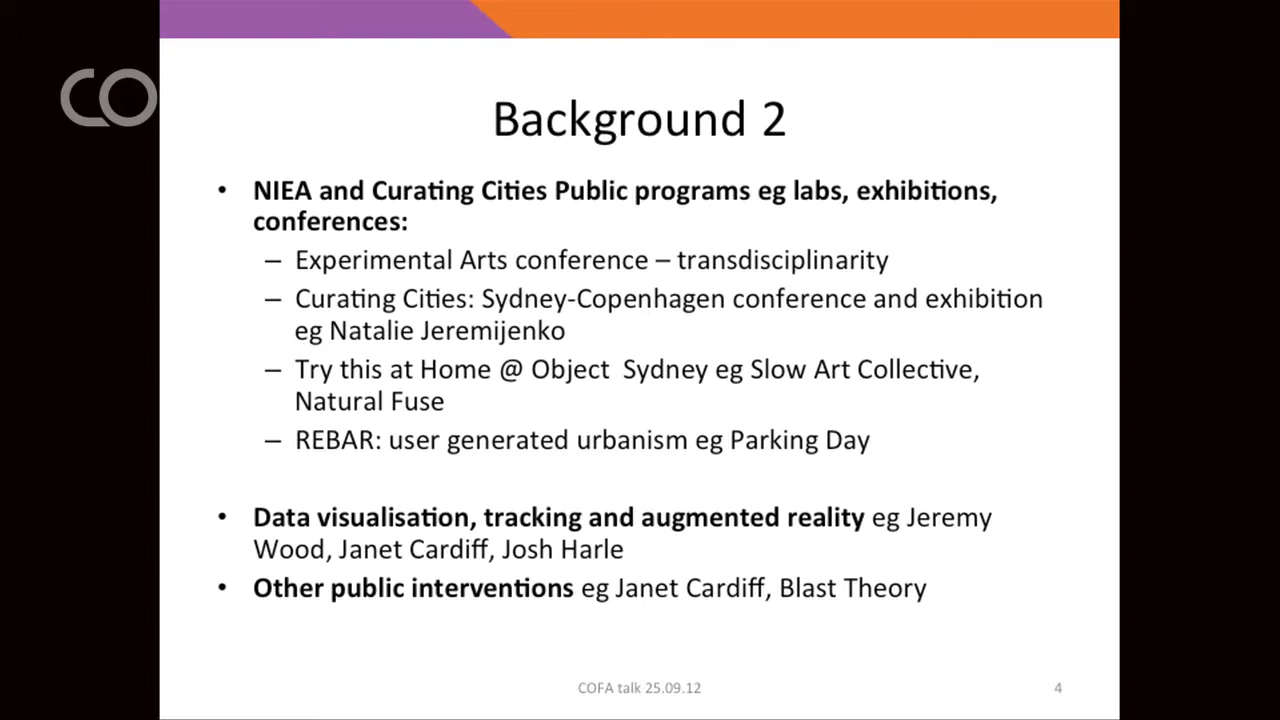 CO
Background 2
• NIEA and Curating Cities Public programs eg labs, exhibitions,
conferences:
– Experimental Arts conference – transdisciplinarity
– Curating Cities: Sydney-Copenhagen conference and exhibition
eg Natalie Jeremijenko
– Try this at Home @ Object  Sydney eg Slow Art Collective,
Natural Fuse
– REBAR: user generated urbanism eg Parking Day
• Data visualisation, tracking and augmented reality eg Jeremy
Wood, Janet Cardiff, Josh Harle
• Other public interventions eg Janet Cardiff, Blast Theory
COFA talk 25.09.12
4